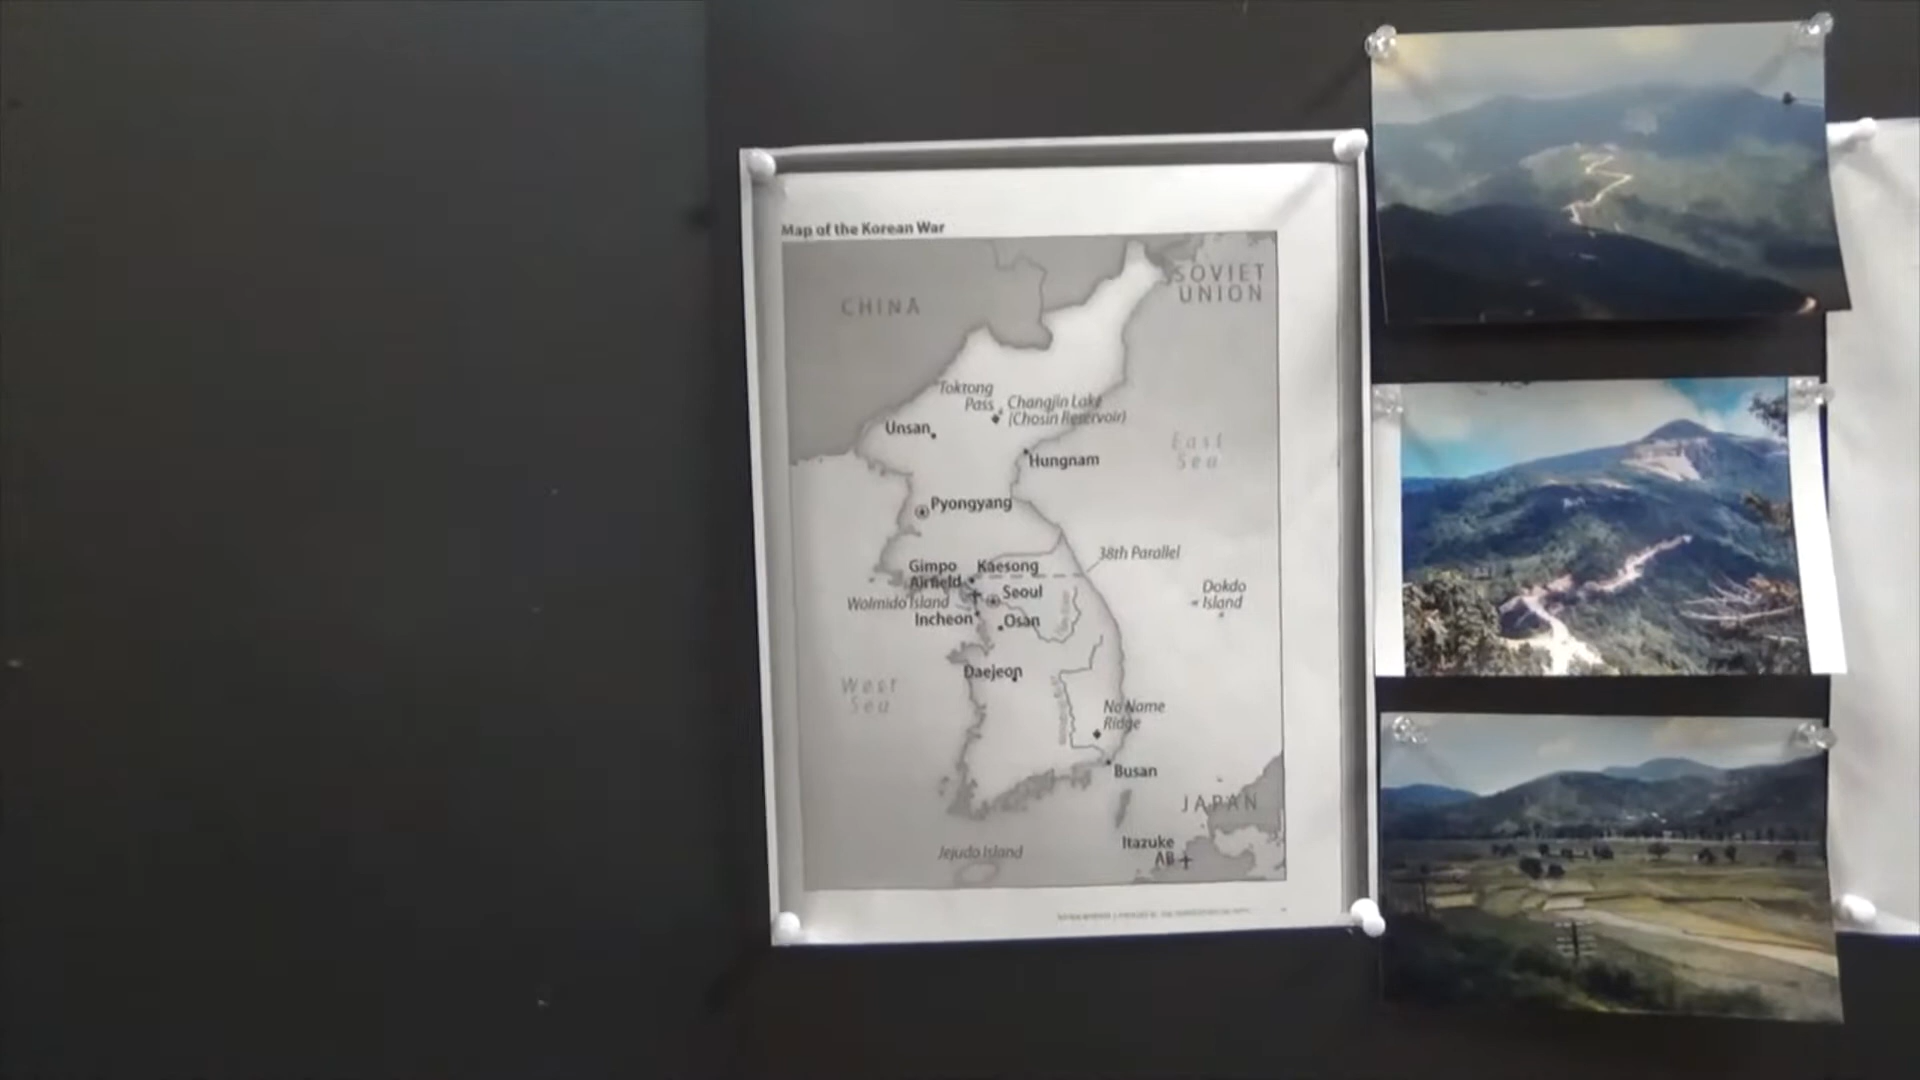 Map of the Korean War
SOVIET
UNION
CHINA
Toktong
Pass
Changjin Lake
(Chosin Reservoir)
Unsan
East
Sea
Hungnam
Pyongyang
38th Parallel
Gimpo
Airfield
Kaesong
Dokdo
Island
Seoul
Wolmido Island
Incheon
Osan
Daejeon
West
Sea
No Name
Ridge
Busan
JAPAN
Itazuke
AB
Jejudo Island